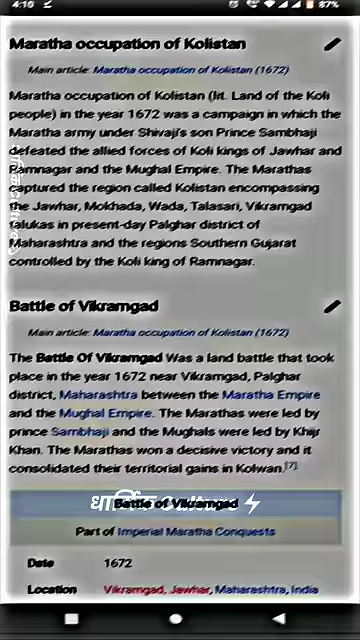 4:10
87%
Maratha occupation of Kolistan
Main article: Maratha occupation of Kolistan (1672)
Maratha occupation of Kolistan (lit. Land of the Koli
people) in the year 1672 was a campaign in which the
Maratha army under Shivaji's son Prince Sambhaji
defeated the allied forces of Koli kings of Jawhar and
Ramnagar and the Mughal Empire. The Marathas
captured the region called Kolistan encompassing
the Jawhar, Mokhada, Wada, Talasari, Vikramgad
talukas in present-day Palghar district of
Maharashtra and the regions Southern Gujarat
controlled by the Koli king of Ramnagar.
Battle of Vikramgad
Main article: Maratha occupation of Kolistan (1672)
The Battle Of Vikramgad Was a land battle that took
place in the year 1672 near Vikramgad, Palghar
district, Maharashtra between the Maratha Empire
and the Mughal Empire. The Marathas were led by
prince Sambhaji and the Mughals were led by Khijr
Khan. The Marathas won a decisive victory and it
consolidated their territorial gains in Kolwan.[7]
Battle of Vikramgad
Part of Imperial Maratha Conquests
Date 1672
Location Vikramgad, Jawhar, Maharashtra, India